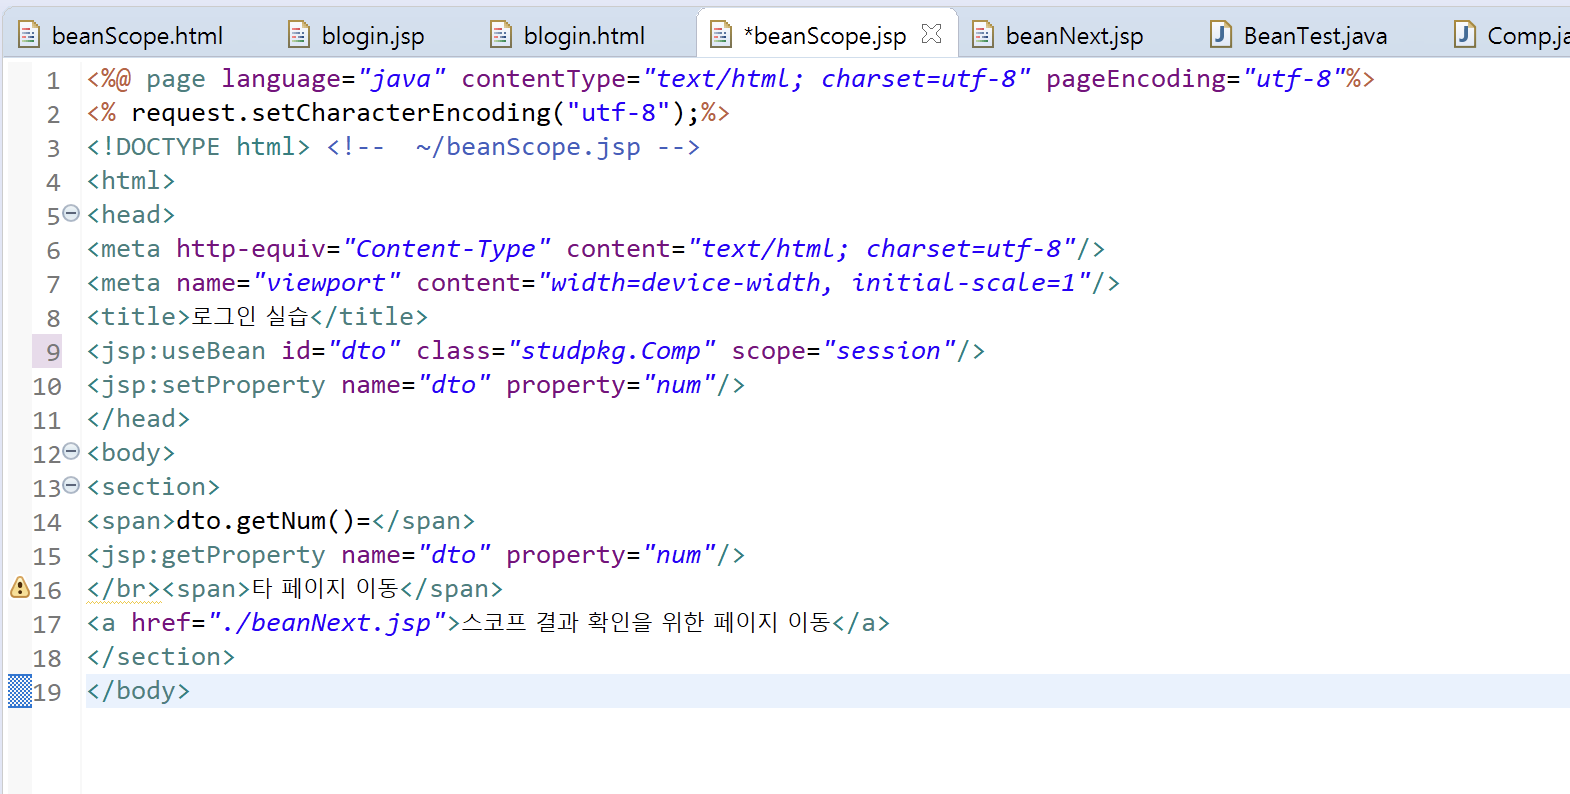 beanScope.html blogin.jsp blogin.html *beanScope.jsp beanNext.jsp BeanTest.java Comp.ja
1 <%@ page language="java" contentType="text/html; charset=utf-8" pageEncoding="utf-8"%>
2 <% request.setCharacterEncoding("utf-8");%>
3 <!DOCTYPE html> <!--  ~/beanScope.jsp -->
4 <html>
5 <head>
6 <meta http-equiv="Content-Type" content="text/html; charset=utf-8"/>
7 <meta name="viewport" content="width=device-width, initial-scale=1"/>
8 <title>로그인 실습</title>
9 <jsp:useBean id="dto" class="studpkg.Comp" scope="session"/>
10 <jsp:setProperty name="dto" property="num"/>
11 </head>
12 <body>
13 <section>
14 <span>dto.getNum()=</span>
15 <jsp:getProperty name="dto" property="num"/>
16 </br><span>타 페이지 이동</span>
17 <a href="./beanNext.jsp">스코프 결과 확인을 위한 페이지 이동</a>
18 </section>
19 </body>